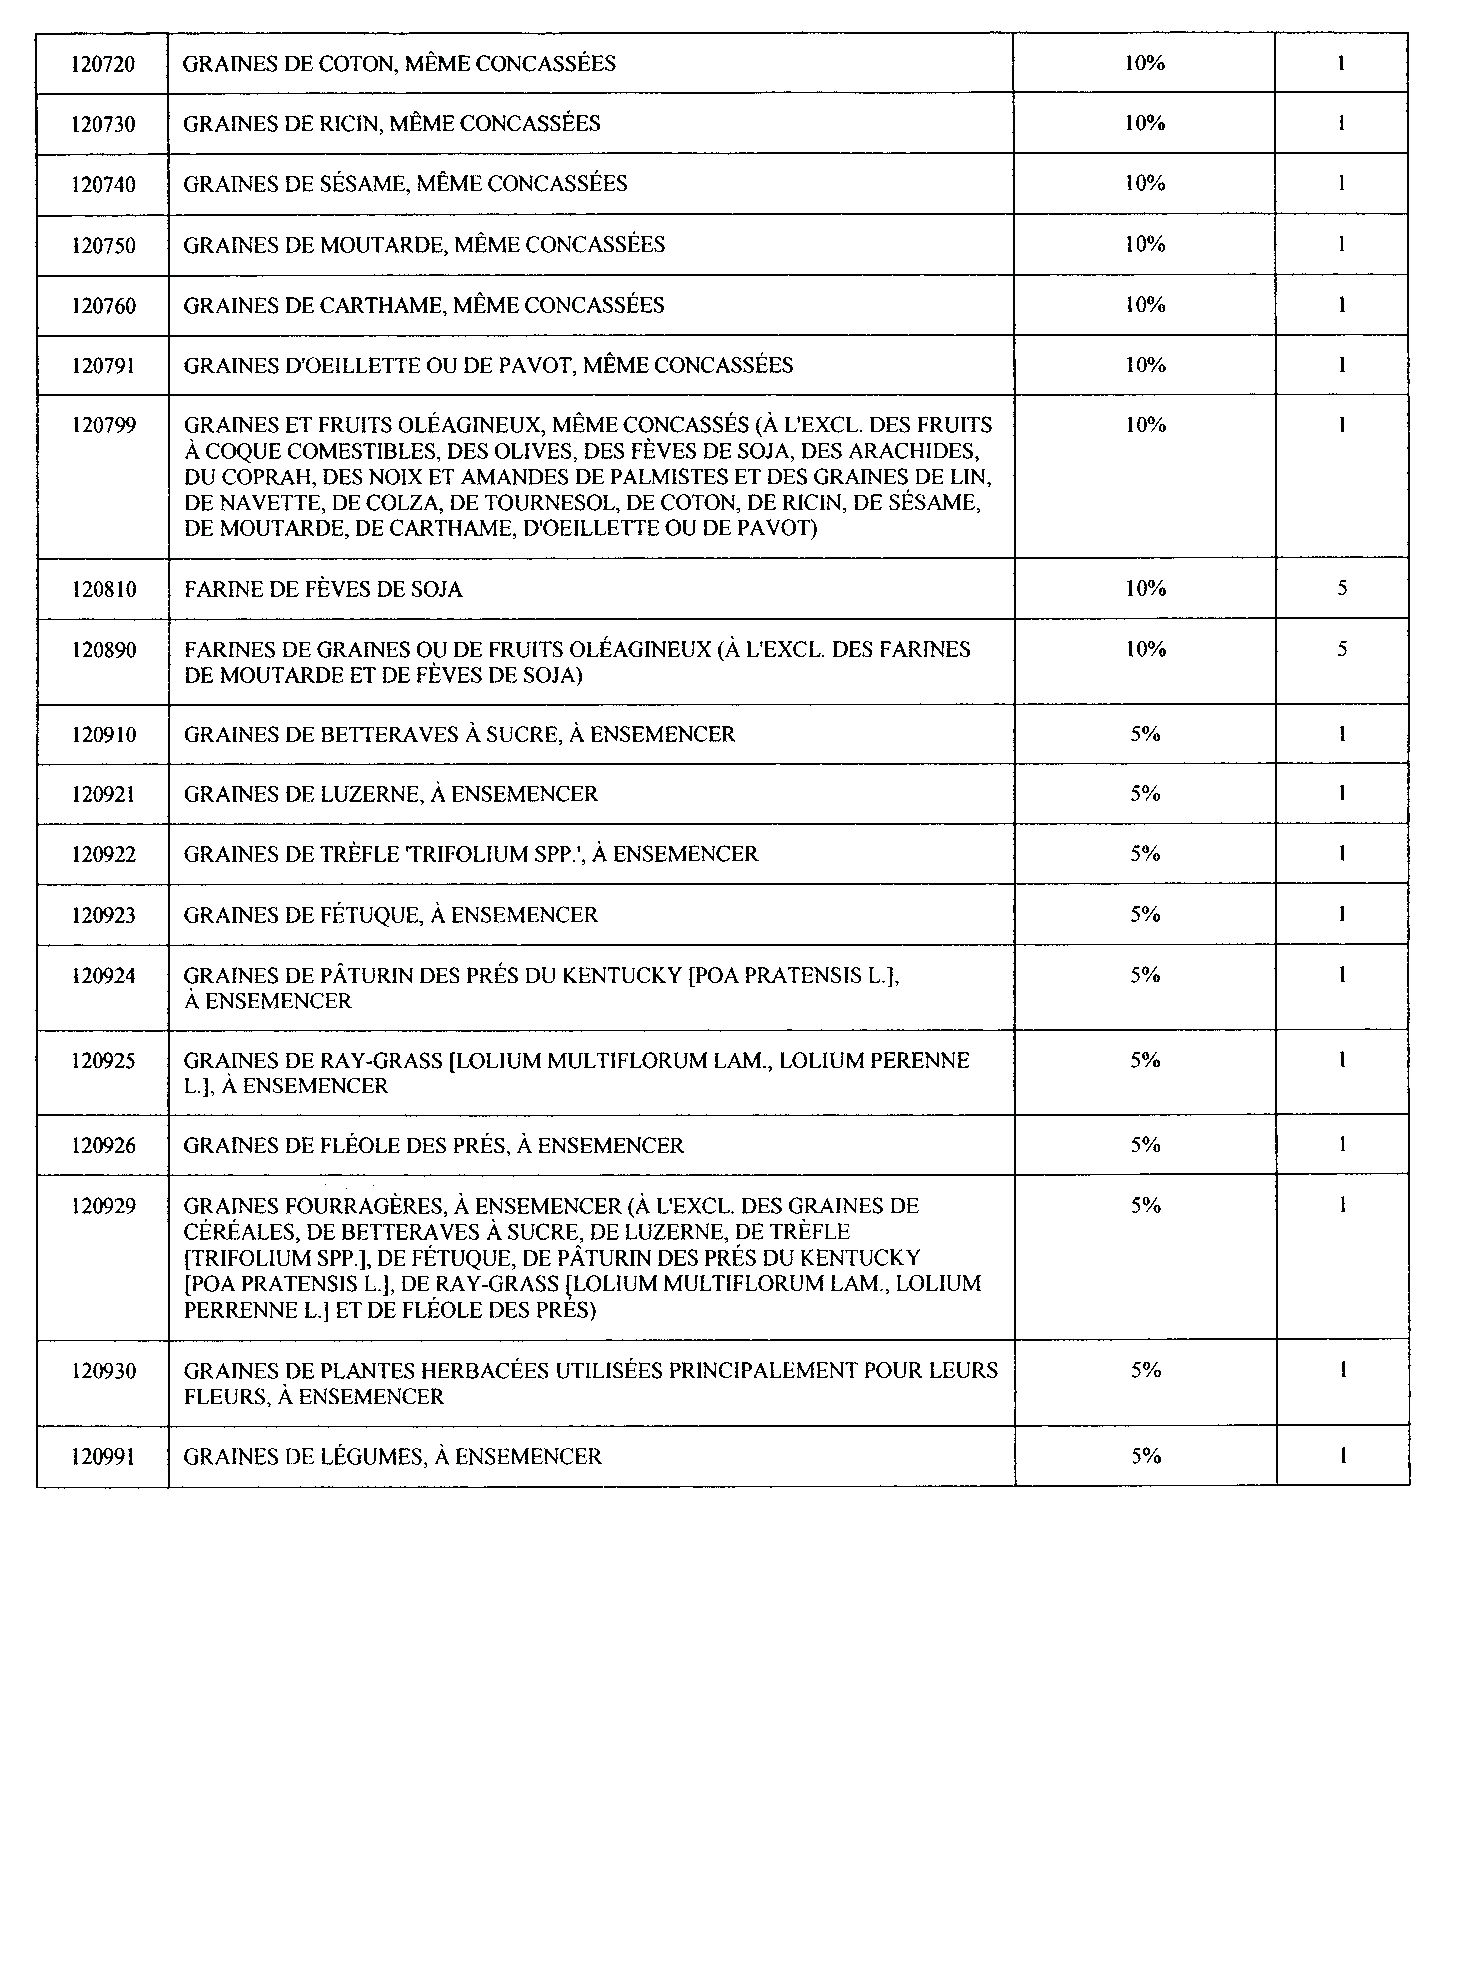 120720 GRAINES DE COTON, MÊME CONCASSÉES 10% 1
120730 GRAINES DE RICIN, MÊME CONCASSÉES 10% 1
120740 GRAINES DE SÉSAME, MÊME CONCASSÉES 10% 1
120750 GRAINES DE MOUTARDE, MÊME CONCASSÉES 10% 1
120760 GRAINES DE CARTHAME, MÊME CONCASSÉES 10% 1
120791 GRAINES D'OEILLETTE OU DE PAVOT, MÊME CONCASSÉES 10% 1
120799 GRAINES ET FRUITS OLÉAGINEUX, MÊME CONCASSÉS (À L'EXCL. DES FRUITS 10% 1
À COQUE COMESTIBLES, DES OLIVES, DES FÈVES DE SOJA, DES ARACHIDES,
DU COPRAH, DES NOIX ET AMANDES DE PALMISTES ET DES GRAINES DE LIN,
DE NAVETTE, DE COLZA, DE TOURNESOL, DE COTON, DE RICIN, DE SÉSAME,
DE MOUTARDE, DE CARTHAME, D'OEILLETTE OU DE PAVOT)
120810 FARINE DE FÈVES DE SOJA 10% 5
120890 FARINES DE GRAINES OU DE FRUITS OLÉAGINEUX (À L'EXCL. DES FARINES 10% 5
DE MOUTARDE ET DE FÈVES DE SOJA)
120910 GRAINES DE BETTERAVES À SUCRE, À ENSEMENCER 5% 1
120921 GRAINES DE LUZERNE, À ENSEMENCER 5% 1
120922 GRAINES DE TRÈFLE 'TRIFOLIUM SPP.', À ENSEMENCER 5% 1
120923 GRAINES DE FÉTUQUE, À ENSEMENCER 5% 1
120924 GRAINES DE PÂTURIN DES PRÉS DU KENTUCKY [POA PRATENSIS L.], 5% 1
À ENSEMENCER
120925 GRAINES DE RAY-GRASS [LOLIUM MULTIFLORUM LAM., LOLIUM PERENNE 5% 1
L.], À ENSEMENCER
120926 GRAINES DE FLÉOLE DES PRÉS, À ENSEMENCER 5% 1
120929 GRAINES FOURRAGÈRES, À ENSEMENCER (À L'EXCL. DES GRAINES DE 5% 1
CÉRÉALES, DE BETTERAVES À SUCRE, DE LUZERNE, DE TRÈFLE
[TRIFOLIUM SPP.], DE FÉTUQUE, DE PÂTURIN DES PRÉS DU KENTUCKY
[POA PRATENSIS L.], DE RAY-GRASS [LOLIUM MULTIFLORUM LAM., LOLIUM
PERRENNE L.] ET DE FLÉOLE DES PRÉS)
120930 GRAINES DE PLANTES HERBACÉES UTILISÉES PRINCIPALEMENT POUR LEURS 5% 1
FLEURS, À ENSEMENCER
120991 GRAINES DE LÉGUMES, À ENSEMENCER 5% 1